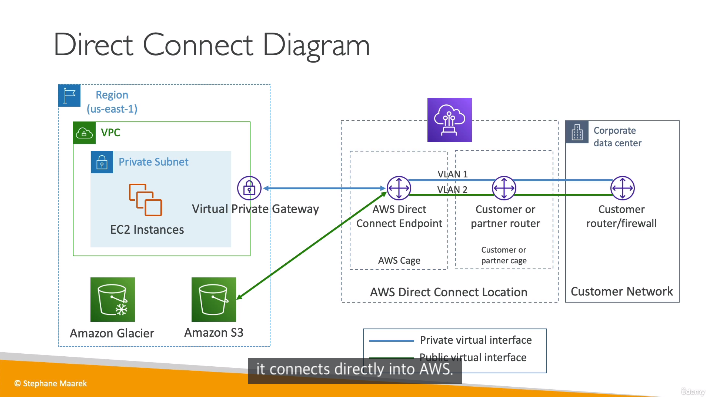 Direct Connect Diagram
Region
(us-east-1)
VPC
Private Subnet
EC2 Instances
Virtual Private Gateway
Amazon Glacier
Amazon S3
VLAN 1
VLAN 2
AWS Direct
Connect Endpoint
AWS Cage
Customer or
partner router
Customer or
partner cage
AWS Direct Connect Location
Corporate
data center
Customer
router/firewall
Customer Network
Private virtual interface
Public virtual interface
it connects directly into AWS.
© Stephane Maarek